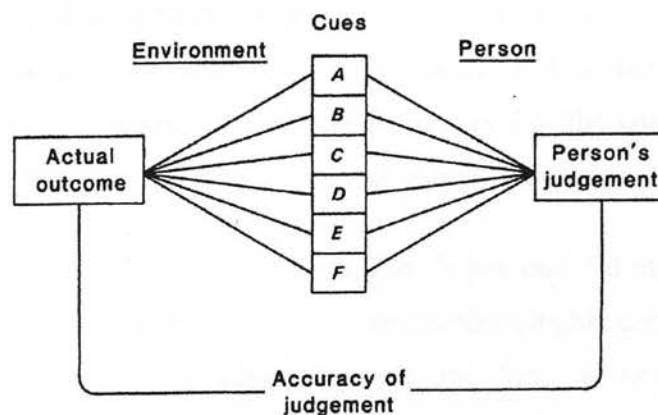 Cues
Environment
Person
A
B
C
D
E
F
Actual
outcome
Person's
judgement
Accuracy of
judgement